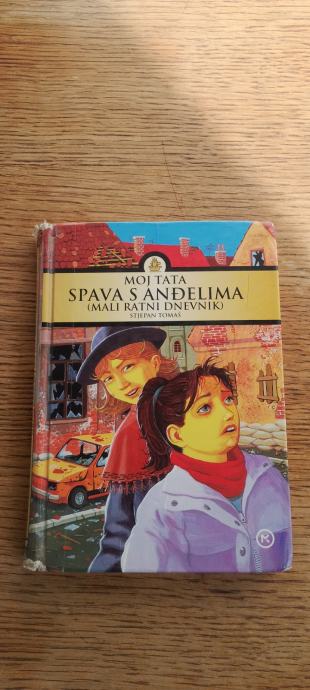 MOJ TATA
SPAVA S ANĐELIMA
(MALI RATNI DNEVNIK)
STJEPAN TOMAŠ